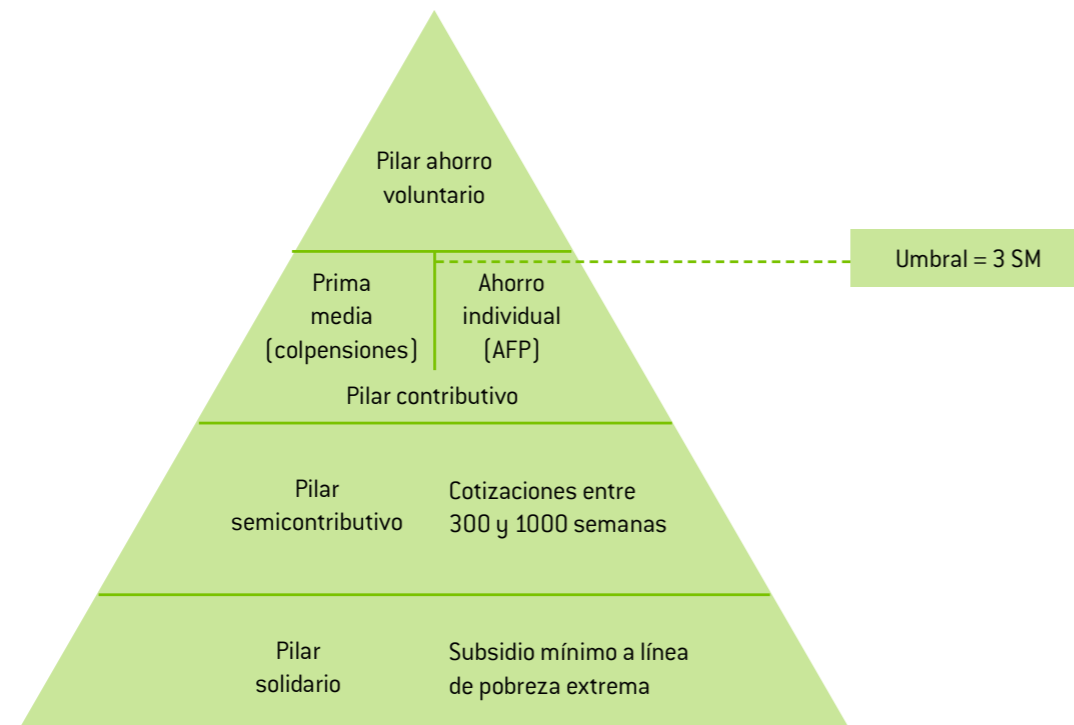 Pilar ahorro
voluntario
Umbral = 3 SM
Prima
media
(colpensiones)
Ahorro
individual
(AFP)
Pilar contributivo
Pilar
semicontributivo
Cotizaciones entre
300 y 1000 semanas
Pilar
solidario
Subsidio mínimo a línea
de pobreza extrema